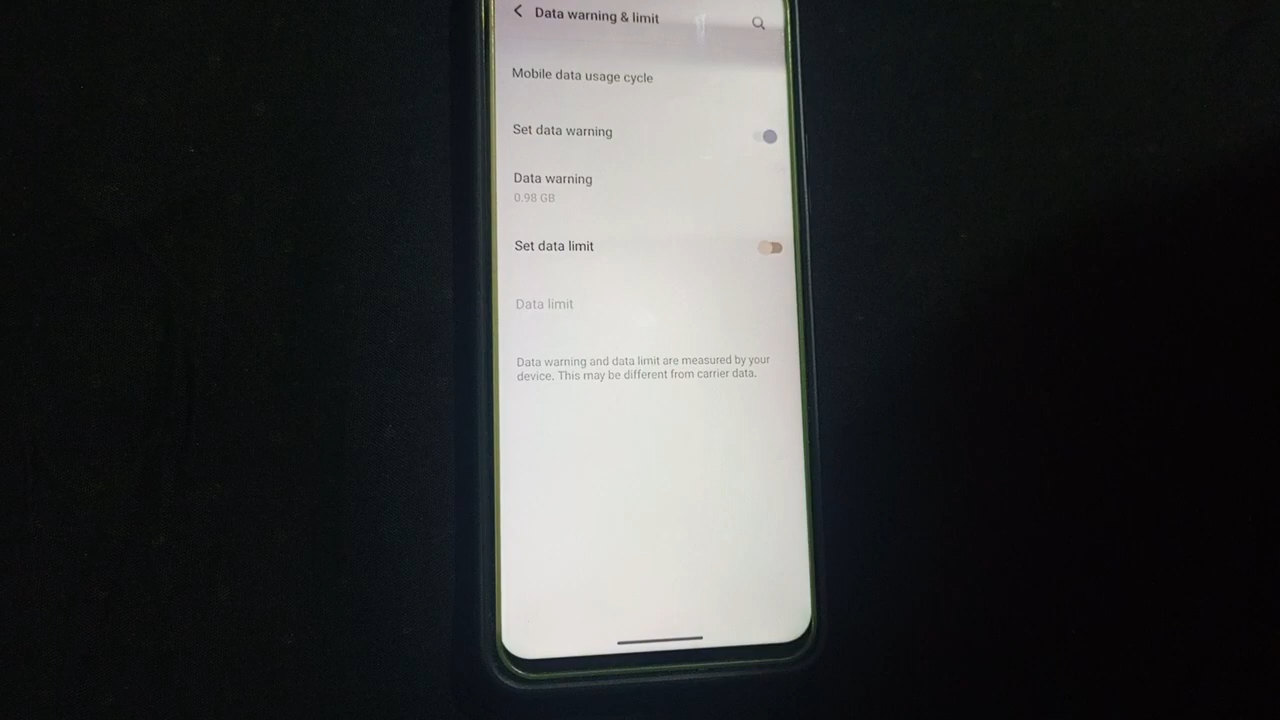 Data warning & limit
Mobile data usage cycle
Set data warning
Data warning
0.98 GB
Set data limit
Data limit
Data warning and data limit are measured by your
device. This may be different from carrier data.